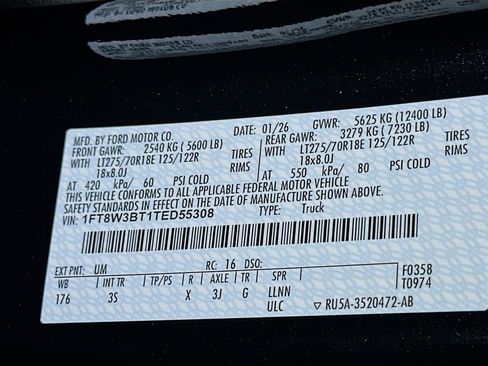 MFD. BY FORD MOTOR CO.
DATE: 01/26 GVWR: 5625 KG (12400 LB)
FRONT GAWR: 2540 KG (5600 LB) REAR GAWR: 3279 KG (7230 LB)
WITH LT275/70R18E 125/122R TIRES WITH LT275/70R18E 125/122R TIRES
18x8.0J RIMS 18x8.0J
AT 420 kPa/ 60 PSI COLD AT 550 kPa/ 80 PSI COLD
THIS VEHICLE CONFORMS TO ALL APPLICABLE FEDERAL MOTOR VEHICLE
SAFETY STANDARDS IN EFFECT ON THE DATE OF MANUFACTURE SHOWN ABOVE.
VIN: 1FT8W3BT1TED55308 TYPE: Truck
EXT PNT: UM RC: 16 DSO:
WB INT TR TP/PS R AXLE TR SPR
176 3S X 3J G LLNN
ULC
F0358
T0974
RU5A-3520472-AB